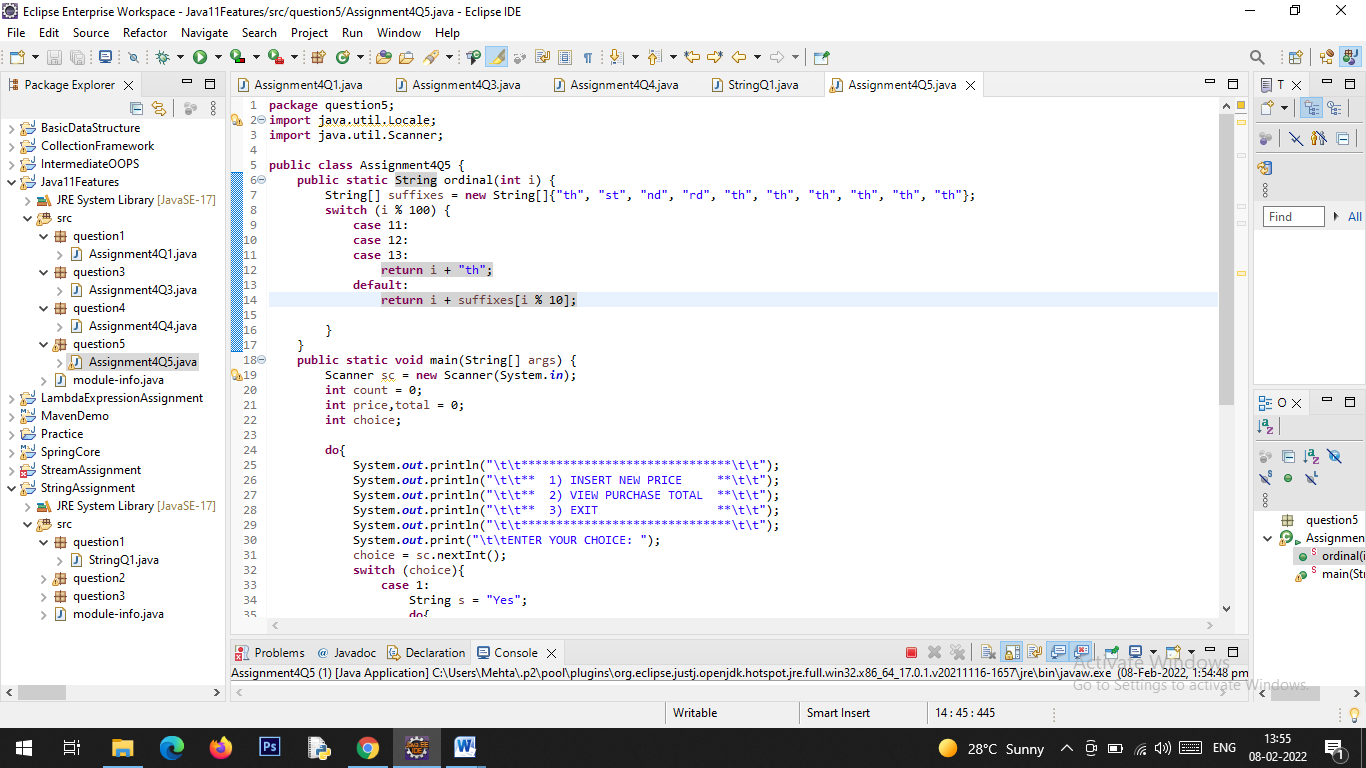 Eclipse Enterprise Workspace - Java11Features/src/question5/Assignment4Q5.java - Eclipse IDE
File Edit Source Refactor Navigate Search Project Run Window Help
Package Explorer
BasicDataStructure
CollectionFramework
IntermediateOOPS
Java11Features
JRE System Library [JavaSE-17]
src
question1
Assignment4Q1.java
question3
Assignment4Q3.java
question4
Assignment4Q4.java
question5
Assignment4Q5.java
module-info.java
LambdaExpressionAssignment
MavenDemo
Practice
SpringCore
StreamAssignment
StringAssignment
JRE System Library [JavaSE-17]
src
question1
StringQ1.java
question2
question3
module-info.java
Assignment4Q1.java Assignment4Q3.java Assignment4Q4.java StringQ1.java Assignment4Q5.java
1 package question5;
2 import java.util.Locale;
3 import java.util.Scanner;
4
5 public class Assignment4Q5 {
6 public static String ordinal(int i) {
7 String[] suffixes = new String[]{"th", "st", "nd", "rd", "th", "th", "th", "th", "th", "th"};
8 switch (i % 100) {
9 case 11:
10 case 12:
11 case 13:
12 return i + "th";
13 default:
14 return i + suffixes[i % 10];
15
16 }
17 }
18 public static void main(String[] args) {
19 Scanner sc = new Scanner(System.in);
20 int count = 0;
21 int price,total = 0;
22 int choice;
23
24 do{
25 System.out.println("\t\t******************************\t\t");
26 System.out.println("\t\t**  1) INSERT NEW PRICE     **\t\t");
27 System.out.println("\t\t**  2) VIEW PURCHASE TOTAL  **\t\t");
28 System.out.println("\t\t**  3) EXIT                 **\t\t");
29 System.out.println("\t\t******************************\t\t");
30 System.out.print("\t\tENTER YOUR CHOICE: ");
31 choice = sc.nextInt();
32 switch (choice){
33 case 1:
34 String s = "Yes";
35 do{
T
Find
All
O
question5
Assignmen
ordinal(i
main(Str
Problems @ Javadoc Declaration Console
Assignment4Q5 (1) [Java Application] C:\Users\Mehta\.p2\pool\plugins\org.eclipse.justj.openjdk.hotspot.jre.full.win32.x86_64_17.0.1.v20211116-1657\jre\bin\javaw.exe (08-Feb-2022, 1:54:48 pm
Activate Windows
Go to Settings to activate Windows.
Writable Smart Insert 14 : 45 : 445
Ps
JAVA EE IDE
W
28°C Sunny ENG 13:55
08-02-2022
1